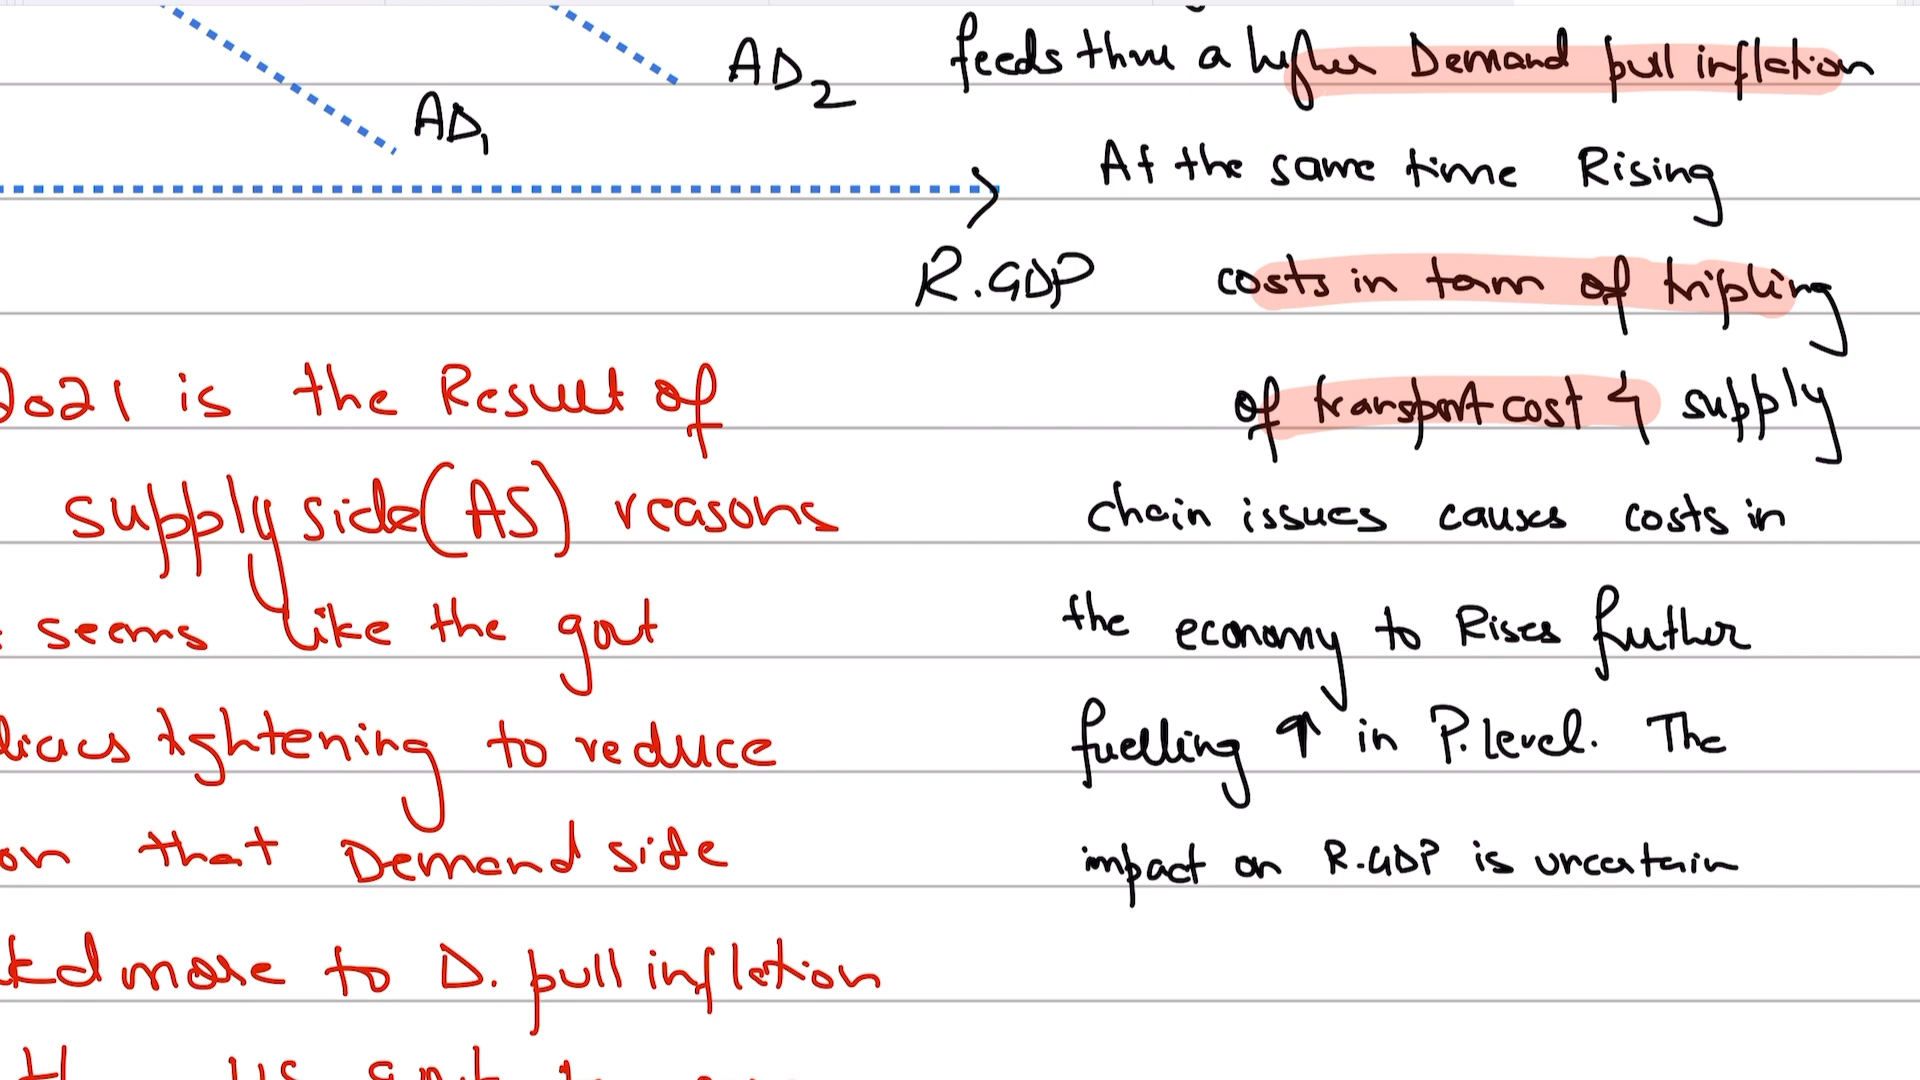 AD2
AD1
R.GDP
feeds thru a higher Demand pull inflation
At the same time Rising
costs in term of tripling
of transport cost & supply
chain issues causes costs in
the economy to Rises further
fuelling ↑ in P.level. The
impact on R.GDP is uncertain
2021 is the Result of
supply side (AS) reasons
seems like the govt
tightening to reduce
on that Demand side
more to D. pull inflation
US